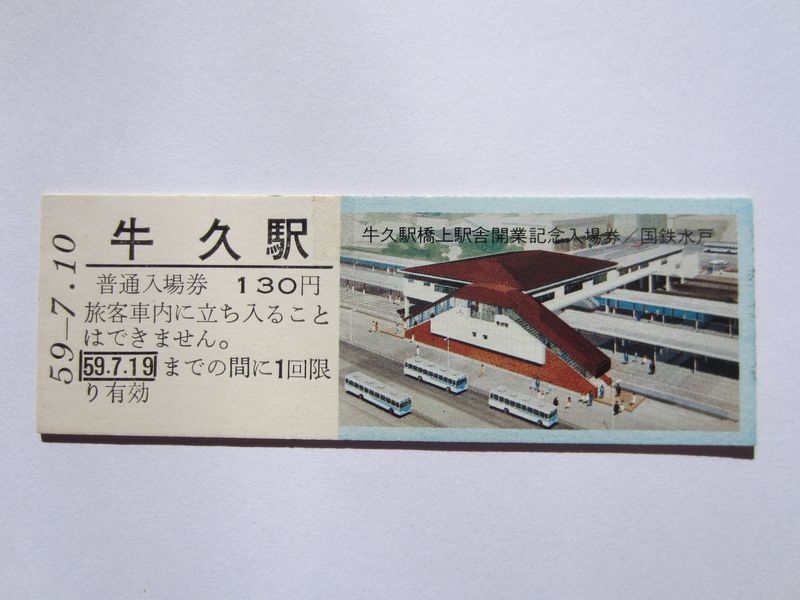 59-7.10
牛久駅
普通入場券 130円
旅客車内に立ち入ること
はできません。
59.7.19までの間に1回限
り有効
牛久駅橋上駅舎開業記念入場券/国鉄水戸